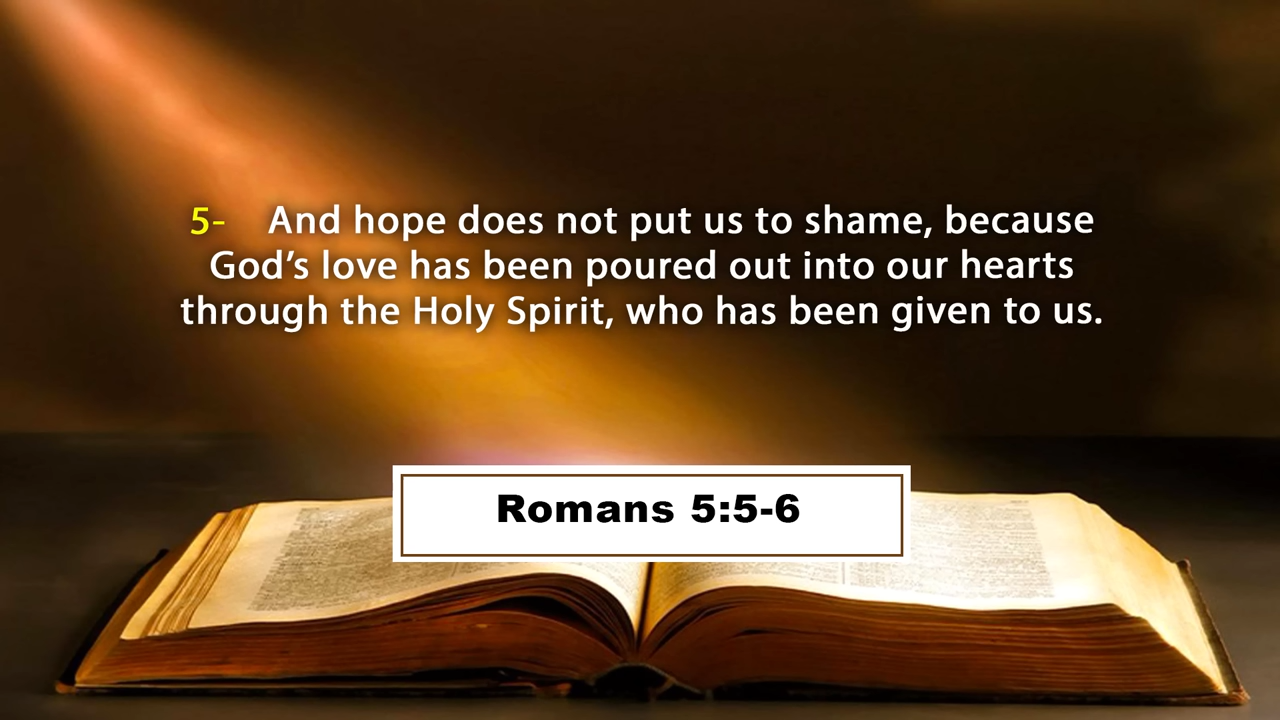 5- And hope does not put us to shame, because
God’s love has been poured out into our hearts
through the Holy Spirit, who has been given to us.
Romans 5:5-6